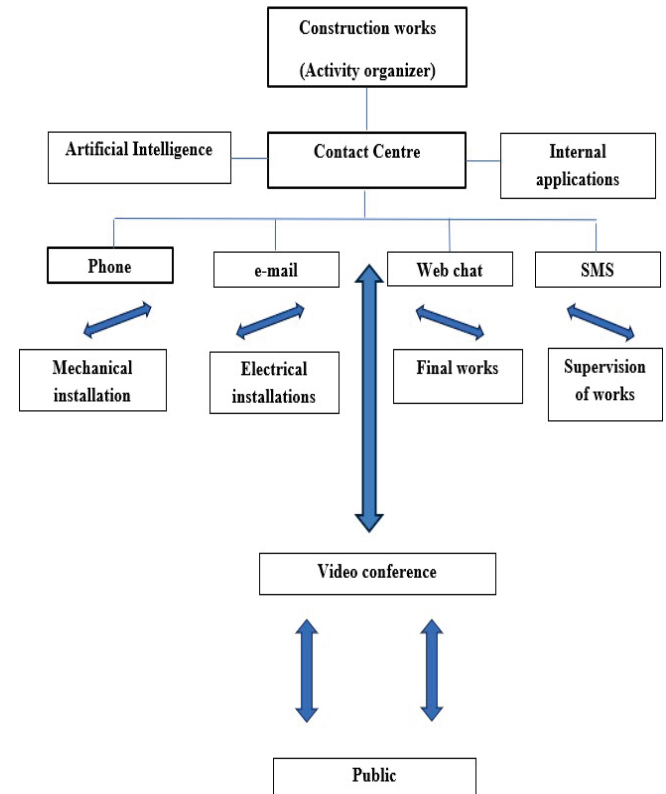 Construction works
(Activity organizer)
Artificial Intelligence
Contact Centre
Internal
applications
Phone
e-mail
Web chat
SMS
Mechanical
installation
Electrical
installations
Final works
Supervision
of works
Video conference
Public